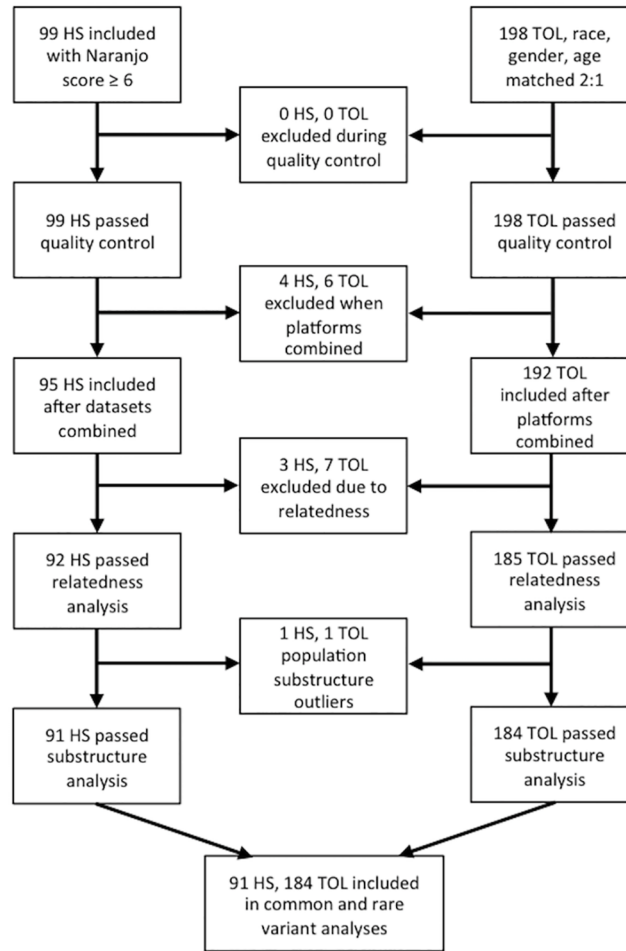 99 HS included
with Naranjo
score ≥ 6
198 TOL, race,
gender, age
matched 2:1
0 HS, 0 TOL
excluded during
quality control
99 HS passed
quality control
198 TOL passed
quality control
4 HS, 6 TOL
excluded when
platforms
combined
95 HS included
after datasets
combined
192 TOL
included after
platforms
combined
3 HS, 7 TOL
excluded due to
relatedness
92 HS passed
relatedness
analysis
185 TOL passed
relatedness
analysis
1 HS, 1 TOL
population
substructure
outliers
91 HS passed
substructure
analysis
184 TOL passed
substructure
analysis
91 HS, 184 TOL included
in common and rare
variant analyses